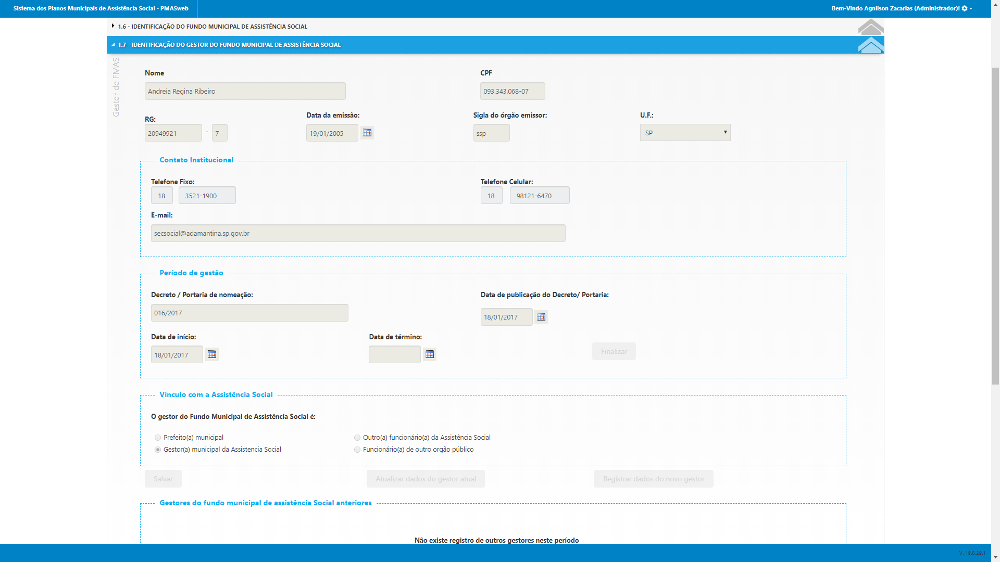 Sistema dos Planos Municipais de Assistência Social - PMASweb
Bem-Vindo Agnilson Zacarias (Administrador)!
1.6 - IDENTIFICAÇÃO DO FUNDO MUNICIPAL DE ASSISTÊNCIA SOCIAL
1.7 - IDENTIFICAÇÃO DO GESTOR DO FUNDO MUNICIPAL DE ASSISTÊNCIA SOCIAL
Gestor do FMAS
Nome
CPF
Andreia Regina Ribeiro
093.343.068-07
RG:
Data da emissão:
Sigla do órgão emissor:
U.F.:
20949921 - 7
19/01/2005
ssp
SP
Contato Institucional
Telefone Fixo:
Telefone Celular:
18 3521-1900
18 98121-6470
E-mail:
secsocial@adamantina.sp.gov.br
Período de gestão
Decreto / Portaria de nomeação:
Data de publicação do Decreto/ Portaria:
016/2017
18/01/2017
Data de início:
Data de término:
18/01/2017
Finalizar
Vínculo com a Assistência Social
O gestor do Fundo Municipal de Assistência Social é:
Prefeito(a) municipal
Outro(a) funcionário(a) da Assistência Social
Gestor(a) municipal da Assistencia Social
Funcionário(a) de outro orgão público
Salvar
Atualizar dados do gestor atual
Registrar dados do novo gestor
Gestores do fundo municipal de assistência Social anteriores
Não existe registro de outros gestores neste período
V. 19.8.29.1